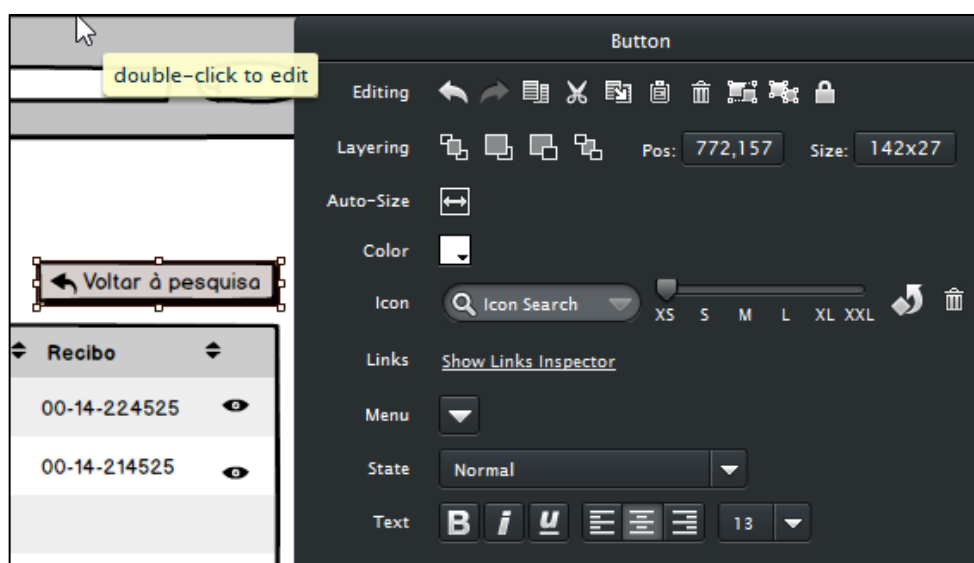 Button
double-click to edit
Editing
Layering
Pos: 772,157 Size: 142x27
Auto-Size
Color
Voltar à pesquisa
Icon
Icon Search
XS S M L XL XXL
Recibo
Links Show Links Inspector
00-14-224525
Menu
00-14-214525
State Normal
Text B i u 13